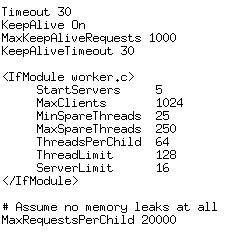 Timeout 30
KeepAlive On
MaxKeepAliveRequests 1000
KeepAliveTimeout 30
<IfModule worker.c>
StartServers 5
MaxClients 1024
MinSpareThreads 25
MaxSpareThreads 250
ThreadsPerChild 64
ThreadLimit 128
ServerLimit 16
</IfModule>
# Assume no memory leaks at all
MaxRequestsPerChild 20000